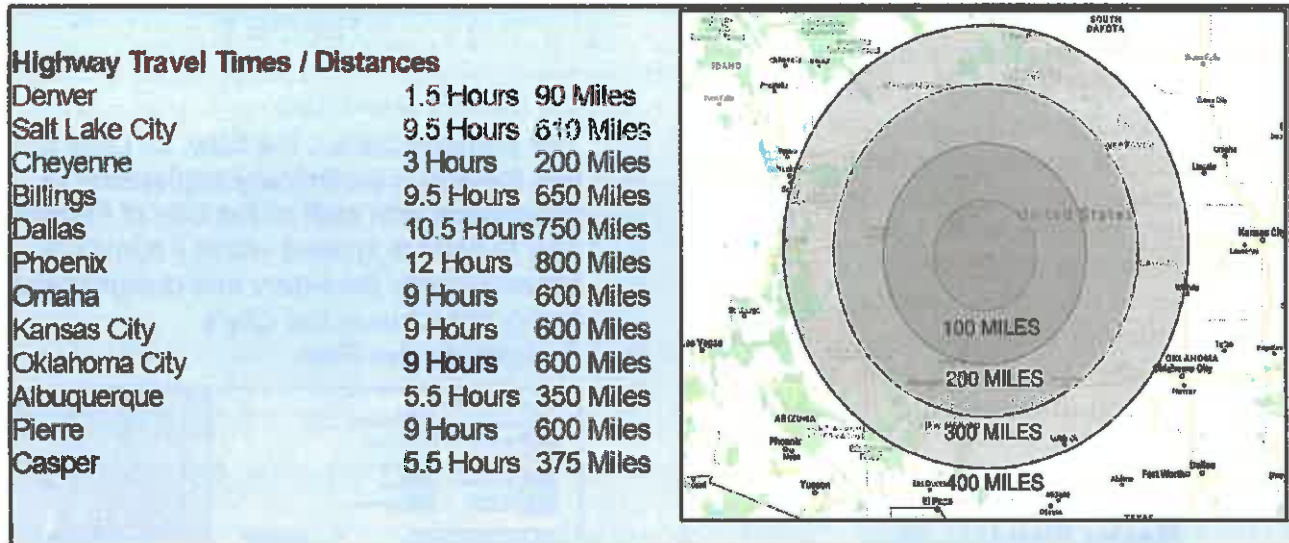 Highway Travel Times / Distances
Denver 1.5 Hours 90 Miles
Salt Lake City 9.5 Hours 610 Miles
Cheyenne 3 Hours 200 Miles
Billings 9.5 Hours 650 Miles
Dallas 10.5 Hours 750 Miles
Phoenix 12 Hours 800 Miles
Omaha 9 Hours 600 Miles
Kansas City 9 Hours 600 Miles
Oklahoma City 9 Hours 600 Miles
Albuquerque 5.5 Hours 350 Miles
Pierre 9 Hours 600 Miles
Casper 5.5 Hours 375 Miles
SOUTH
DAKOTA
IDAHO
Omaha
Lincoln
United States
Kansas City
Wichita
100 MILES
Las Vegas
Tulsa
OKLAHOMA
Oklahoma City
200 MILES
ARIZONA
300 MILES
Phoenix
Mesa
Dallas
Fort Worth
Tucson
400 MILES
El Paso
TEXAS